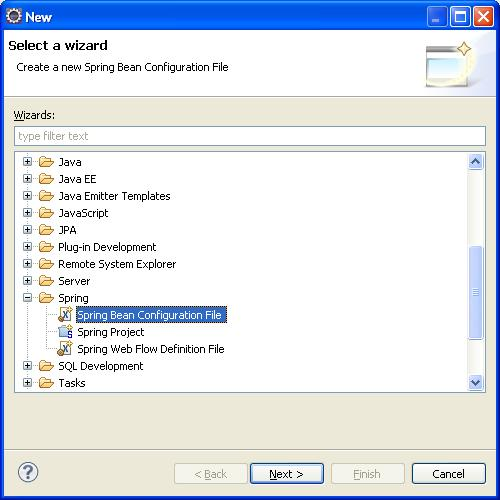 New
Select a wizard
Create a new Spring Bean Configuration File
Wizards:
type filter text
Java
Java EE
Java Emitter Templates
JavaScript
JPA
Plug-in Development
Remote System Explorer
Server
Spring
Spring Bean Configuration File
Spring Project
Spring Web Flow Definition File
SQL Development
Tasks
? < Back Next > Finish Cancel